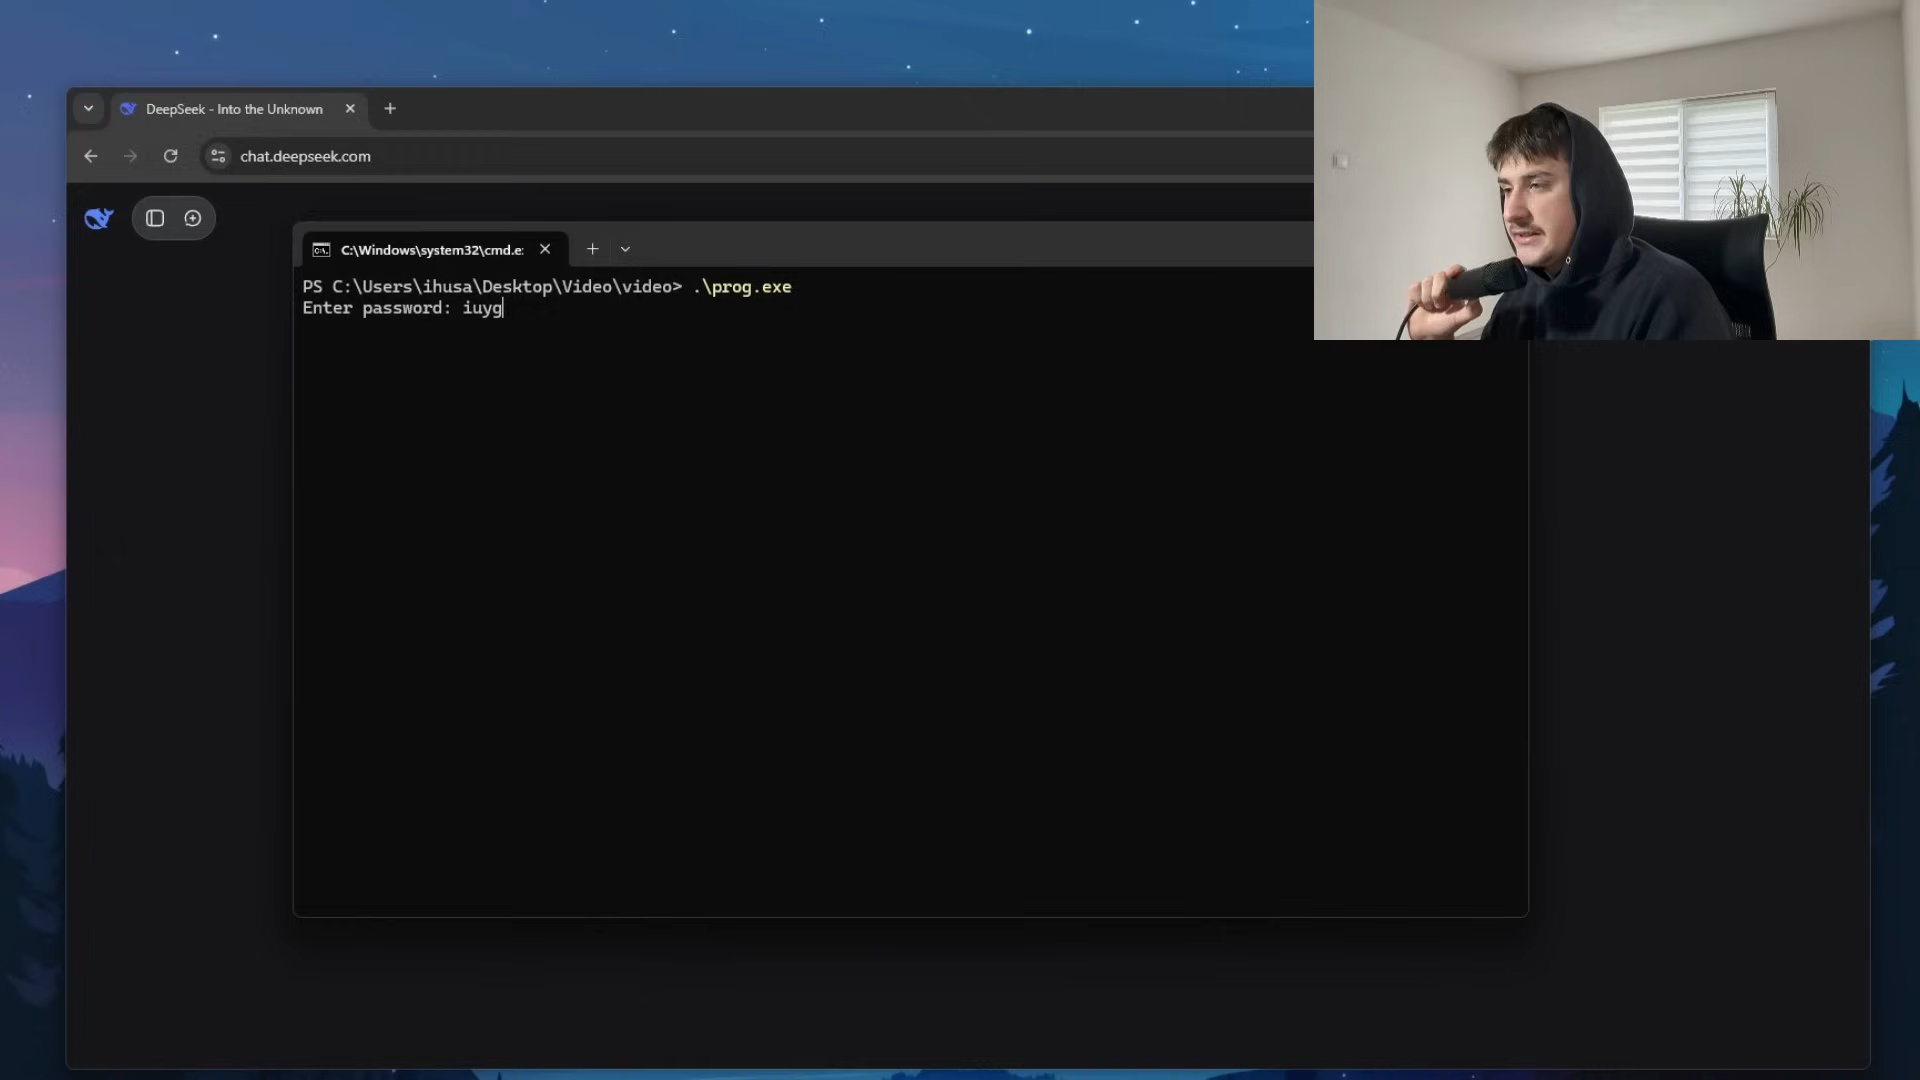 DeepSeek - Into the Unknown
chat.deepseek.com
C:\Windows\system32\cmd.e:
PS C:\Users\ihusa\Desktop\Video\video> .\prog.exe
Enter password: iuyg